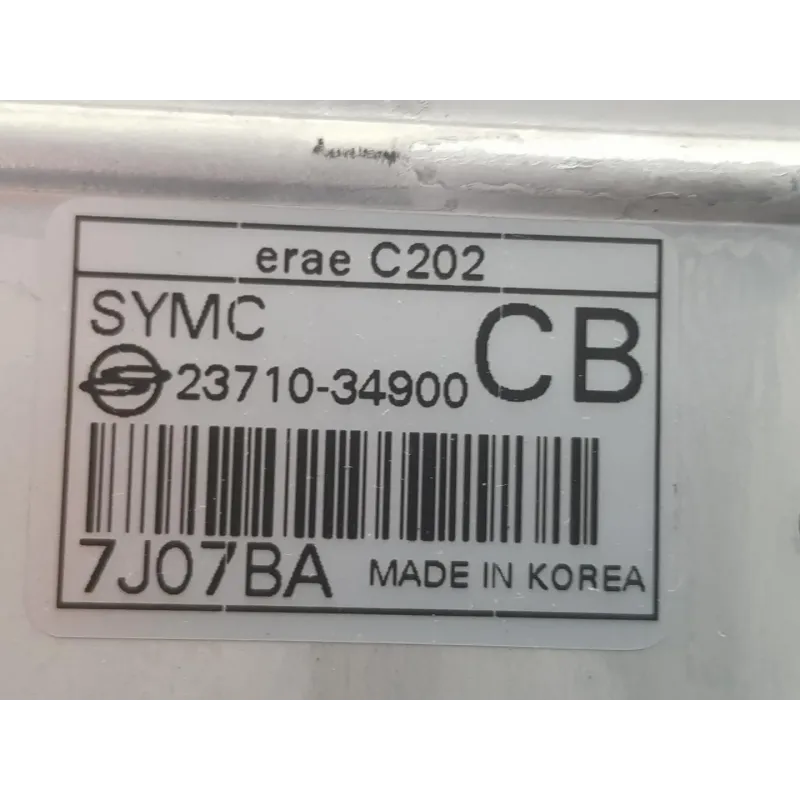 erae C202
SYMC
CB
23710-34900
7J07BA MADE IN KOREA